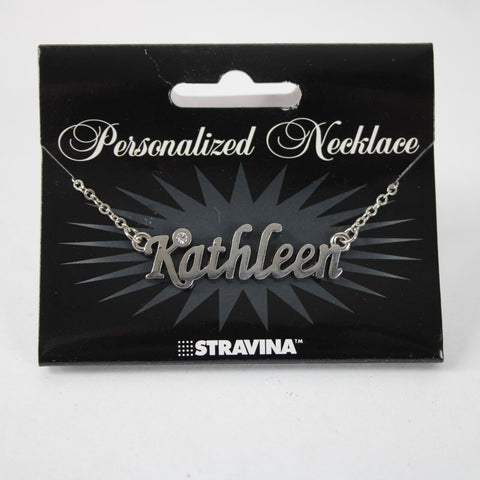 Personalized Necklace
Kathleen
STRAVINA™